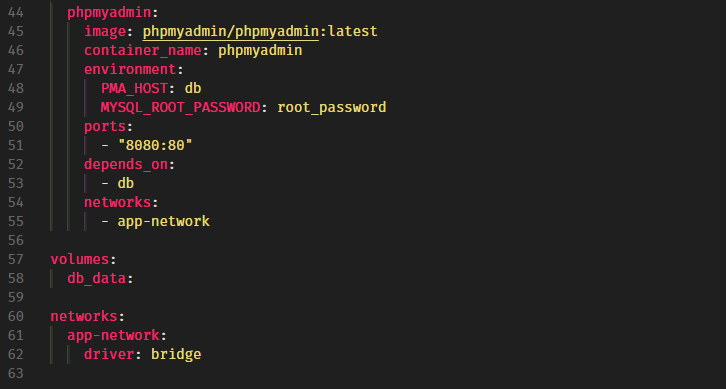 44 phpmyadmin:
45 image: phpmyadmin/phpmyadmin:latest
46 container_name: phpmyadmin
47 environment:
48 PMA_HOST: db
49 MYSQL_ROOT_PASSWORD: root_password
50 ports:
51 - "8080:80"
52 depends_on:
53 - db
54 networks:
55 - app-network
56
57 volumes:
58 db_data:
59
60 networks:
61 app-network:
62 driver: bridge
63